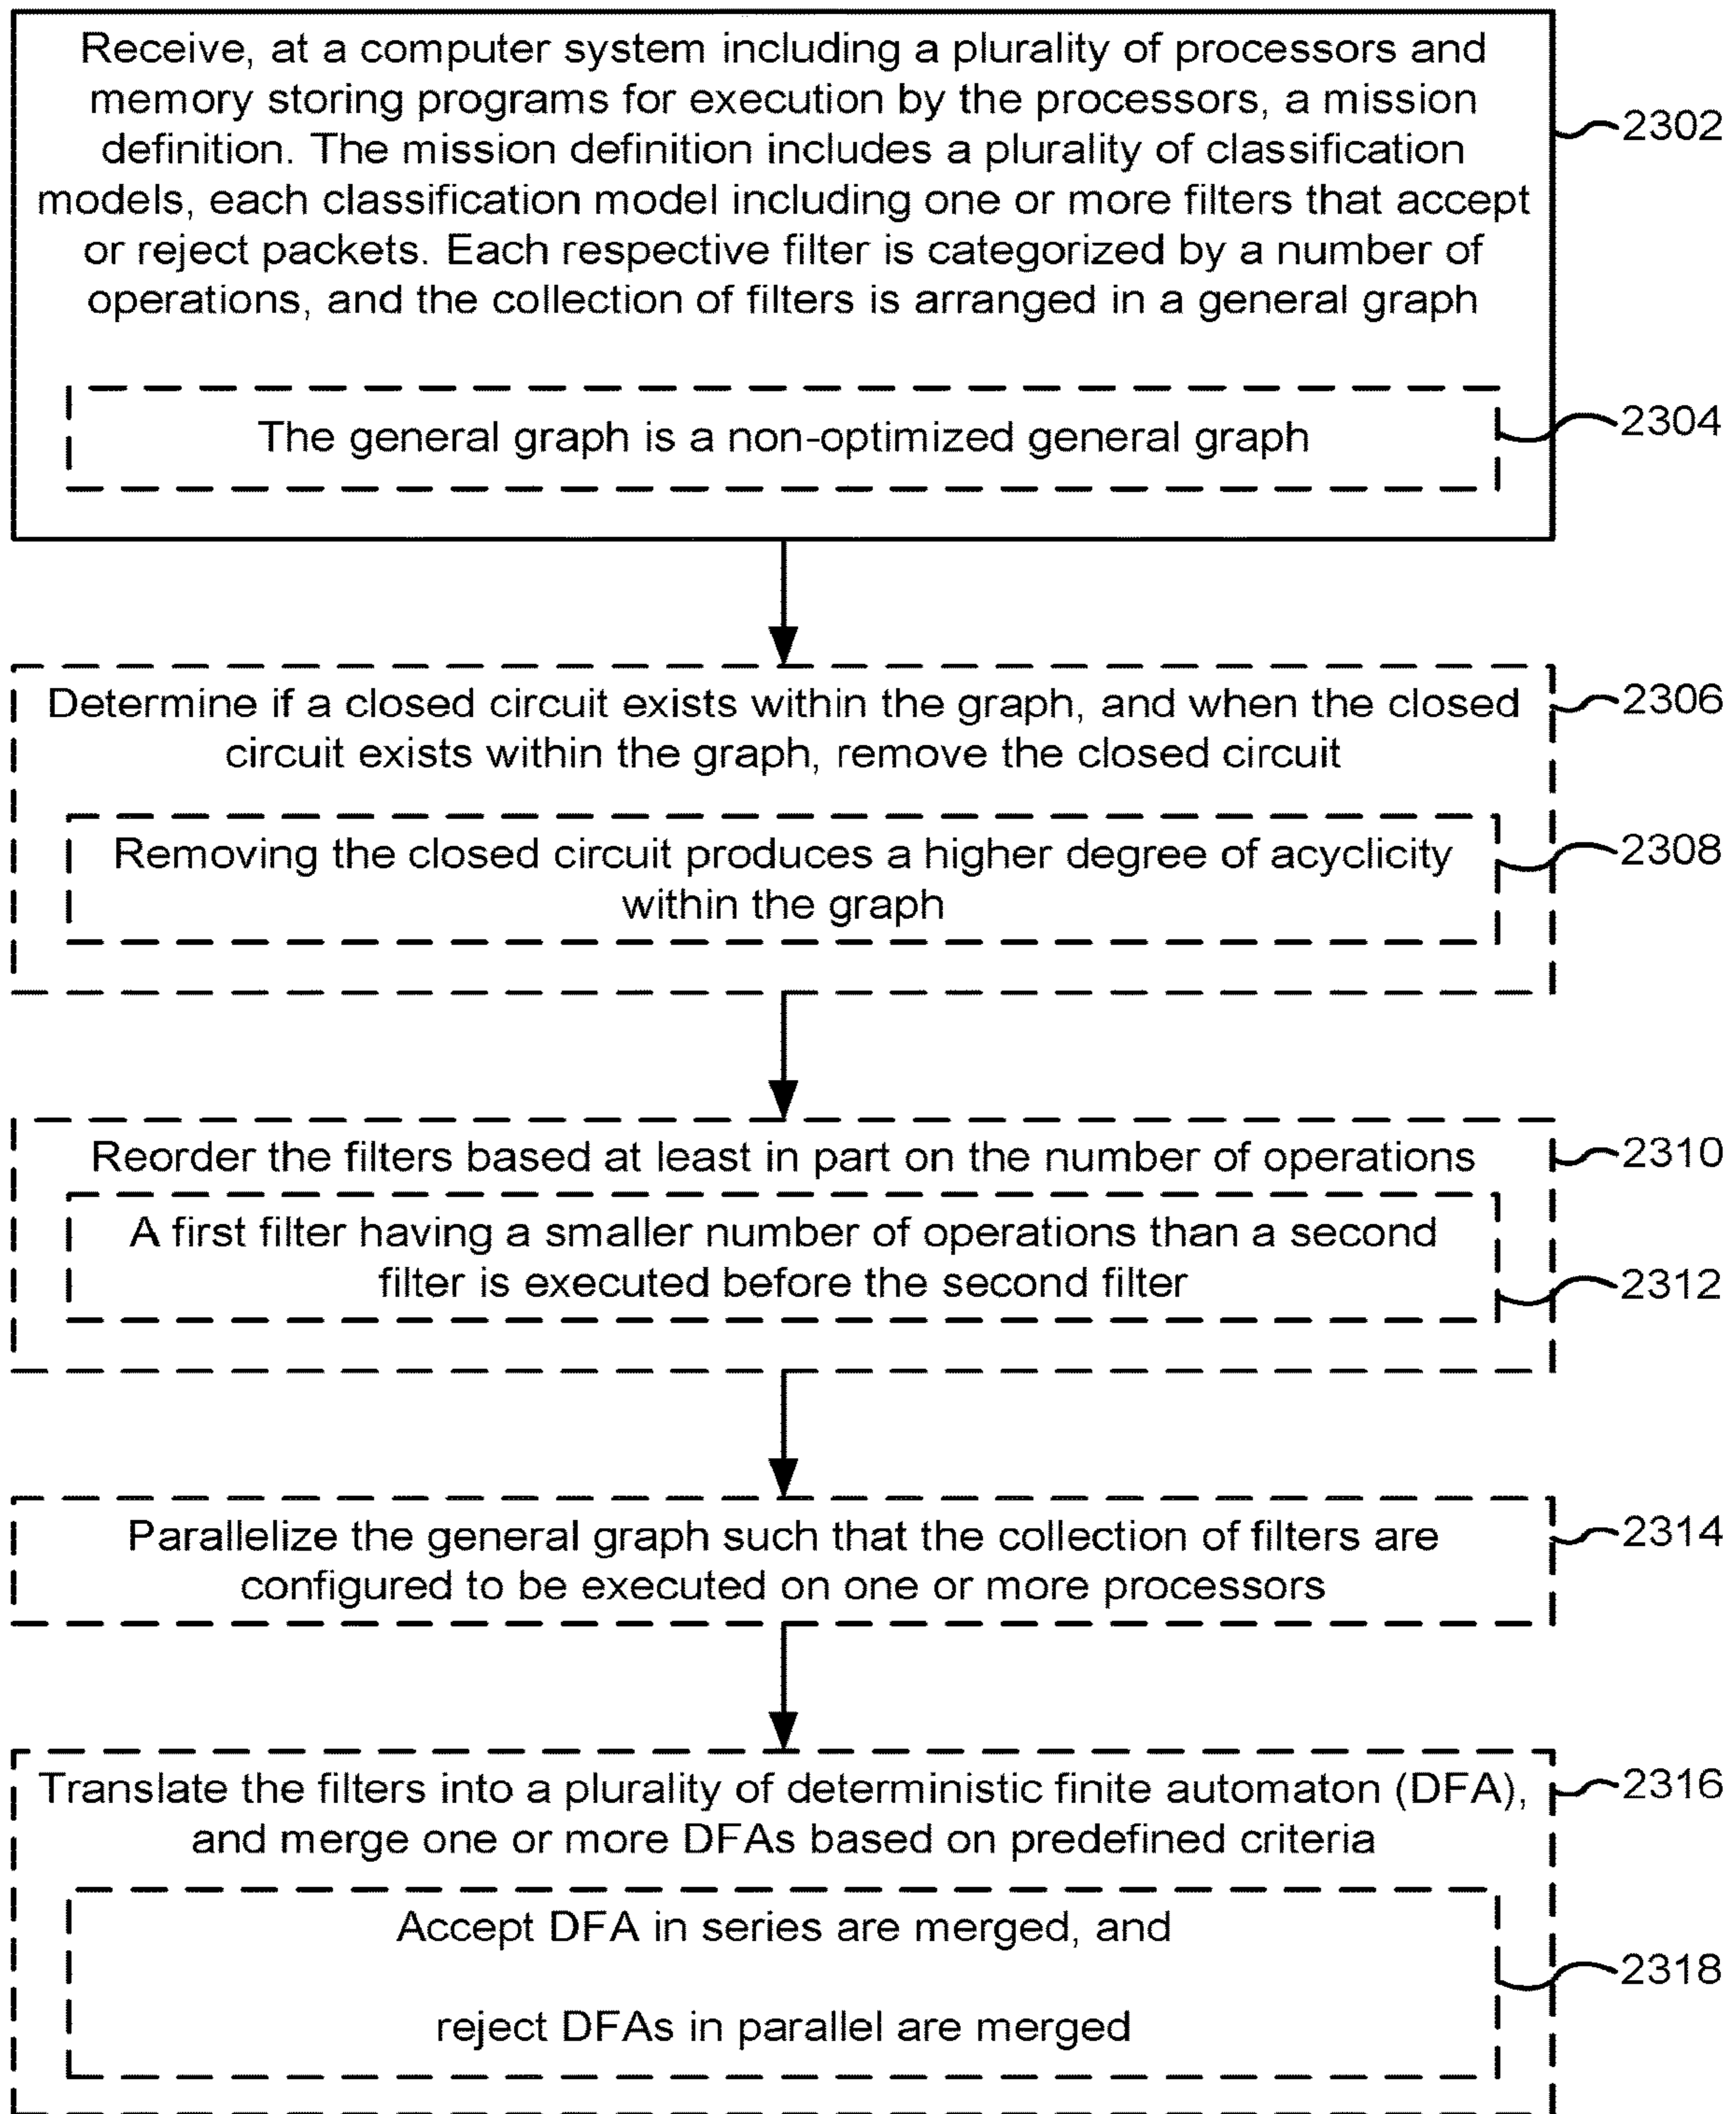 Receive, at a computer system including a plurality of processors and
memory storing programs for execution by the processors, a mission
definition. The mission definition includes a plurality of classification
models, each classification model including one or more filters that accept
or reject packets. Each respective filter is categorized by a number of
operations, and the collection of filters is arranged in a general graph
2302
The general graph is a non-optimized general graph
2304
Determine if a closed circuit exists within the graph, and when the closed
circuit exists within the graph, remove the closed circuit
2306
Removing the closed circuit produces a higher degree of acyclicity
within the graph
2308
Reorder the filters based at least in part on the number of operations
2310
A first filter having a smaller number of operations than a second
filter is executed before the second filter
2312
Parallelize the general graph such that the collection of filters are
configured to be executed on one or more processors
2314
Translate the filters into a plurality of deterministic finite automaton (DFA),
and merge one or more DFAs based on predefined criteria
2316
Accept DFA in series are merged, and
reject DFAs in parallel are merged
2318